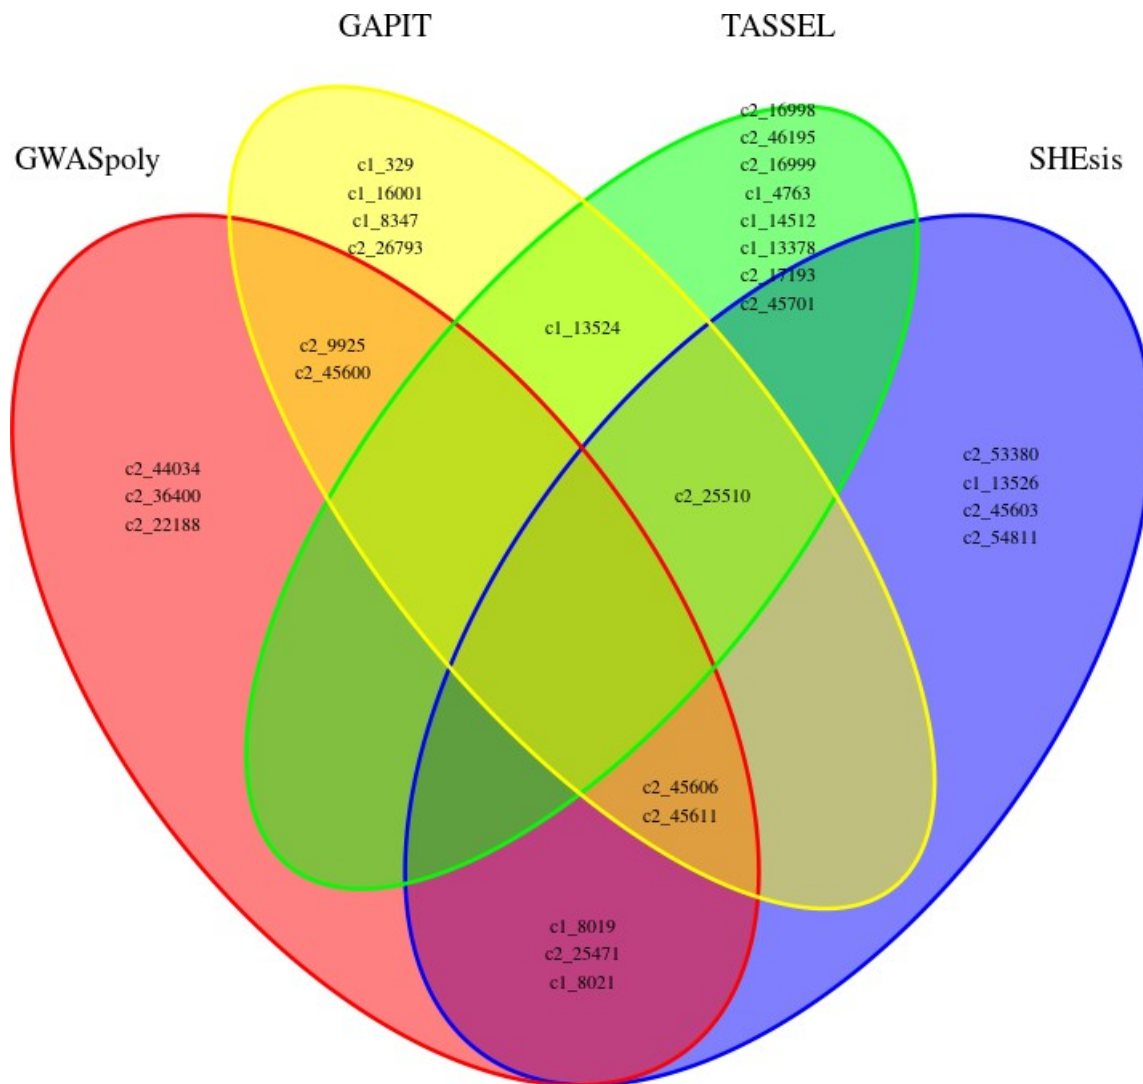 GAPIT
TASSEL
GWASpoly
SHEsis
c1_329
c1_16001
c1_8347
c2_26793
c2_16998
c2_46195
c2_16999
c1_4763
c1_14512
c1_13378
c2_17193
c2_45701
c2_9925
c2_45600
c1_13524
c2_44034
c2_36400
c2_22188
c2_25510
c2_53380
c1_13526
c2_45603
c2_54811
c2_45606
c2_45611
c1_8019
c2_25471
c1_8021